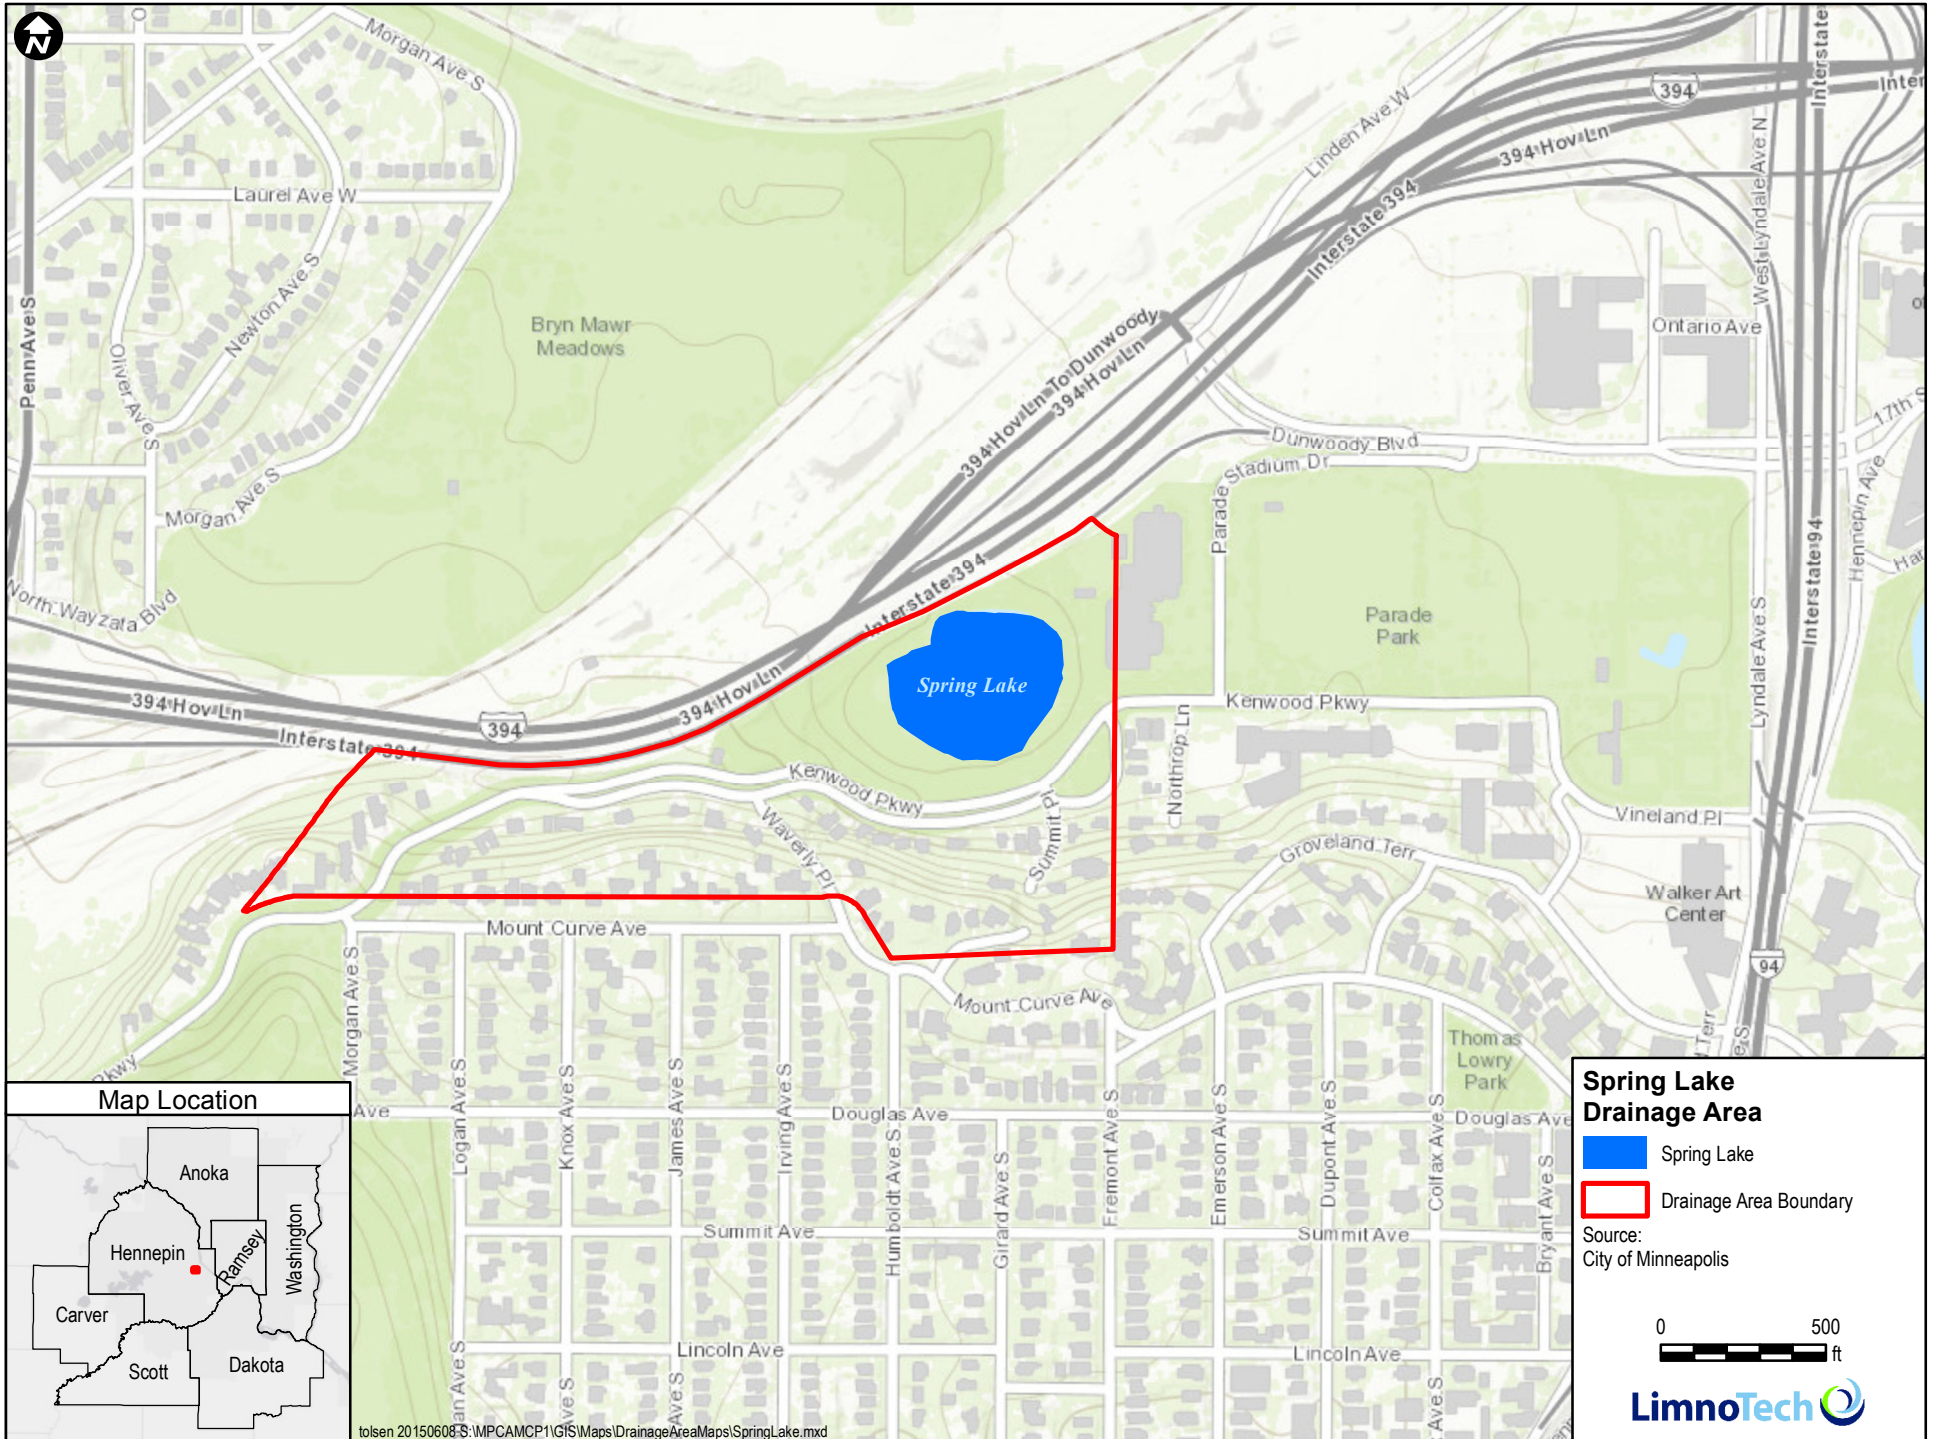 N
Morgan Ave S
Laurel Ave W
Newton Ave S
Oliver Ave S
Penn Ave S
Morgan Ave S
North Wayzata Blvd
Bryn Mawr
Meadows
Linden Ave W
394
394 Hov Ln
Interstate 394
Interstate
Inter
West Lyndale Ave N
394 Hov Ln To Dunwoody
394 Hov Ln
Ontario Ave
17th S
Dunwoody Blvd
Parade Stadium Dr
Hennepin Ave
Har
Interstate 94
Lyndale Ave S
Parade
Park
Interstate 394
394 Hov Ln
394 Hov Ln
394
Interstate 394
Spring Lake
Kenwood Pkwy
Kenwood Pkwy
Northrop Ln
Summit Pl
Waverly Pl
Vineland Pl
Groveland Terr
Walker Art
Center
94
Mount Curve Ave
Mount Curve Ave
Morgan Ave S
Logan Ave S
Knox Ave S
James Ave S
Irving Ave S
Humboldt Ave S
Girard Ave S
Fremont Ave S
Emerson Ave S
Dupont Ave S
Colfax Ave S
Bryant Ave S
Thomas
Lowry
Park
Pkwy
Ave
Douglas Ave
Douglas Ave
Summit Ave
Summit Ave
Lincoln Ave
Lincoln Ave
Map Location
Anoka
Hennepin
Ramsey
Washington
Carver
Scott
Dakota
tolsen 20150608 S:\MPCAMCP1\GIS\Maps\DrainageAreaMaps\SpringLake.mxd
Spring Lake
Drainage Area
Spring Lake
Drainage Area Boundary
Source:
City of Minneapolis
0 500
ft
LimnoTech